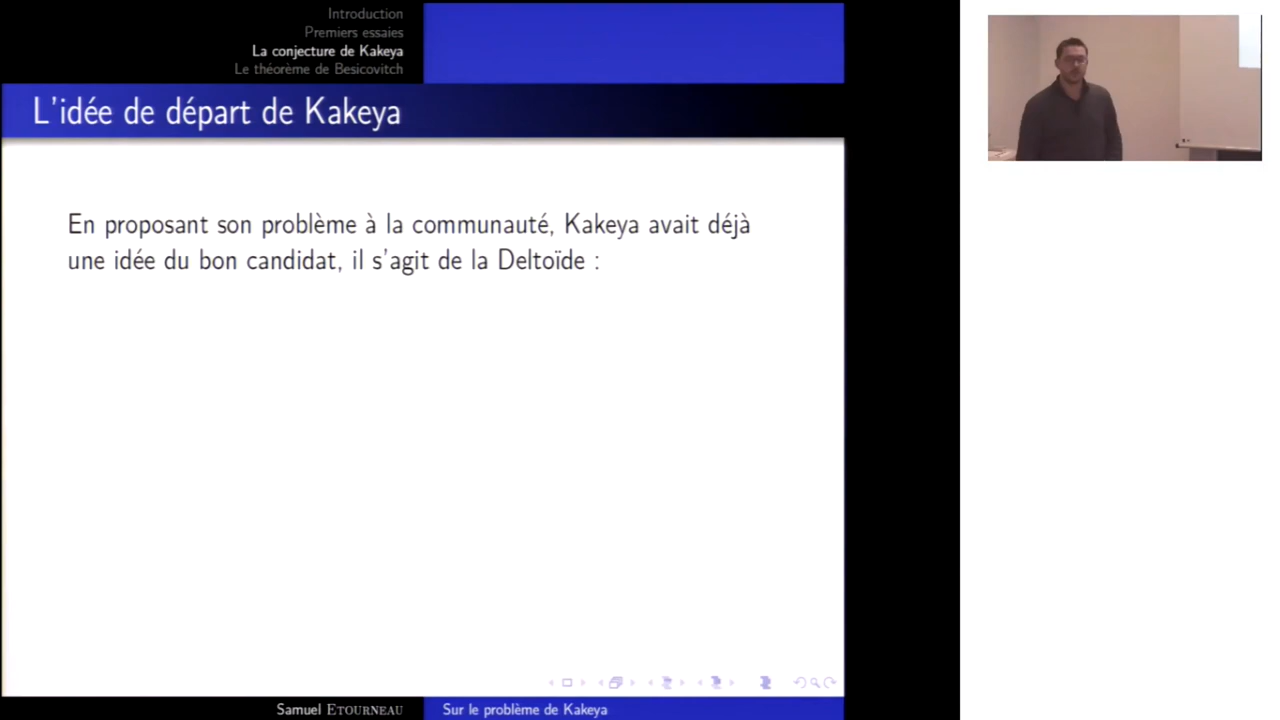 Introduction
Premiers essaies
La conjecture de Kakeya
Le théorème de Besicovitch
L'idée de départ de Kakeya
En proposant son problème à la communauté, Kakeya avait déjà
une idée du bon candidat, il s'agit de la Deltoïde :
Samuel ETOURNEAU
Sur le problème de Kakeya